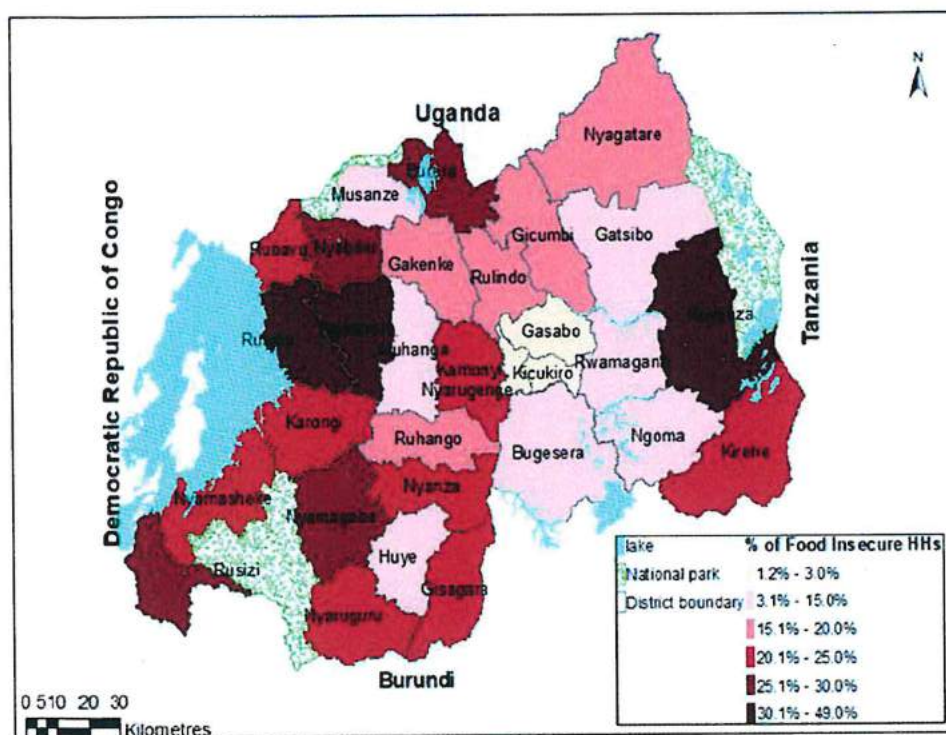 N
Uganda
Nyagatare
Burera
Musanze
Gicumbi
Gatsibo
Rubavu
Nyabihu
Gakenke
Rulindo
Democratic Republic of Congo
Tanzania
Gasabo
Muhanga
Kamonyi
Kicukiro
Rwamagana
Nyarugenge
Karongi
Ruhango
Bugesera
Ngoma
Kirehe
Nyamasheke
Nyanza
Nyamagabe
Huye
Rusizi
Gisagara
Nyaruguru
Burundi
lake
National park
District boundary
% of Food Insecure HHs
1.2% - 3.0%
3.1% - 15.0%
15.1% - 20.0%
20.1% - 25.0%
25.1% - 30.0%
30.1% - 49.0%
0 510 20 30
Kilometres